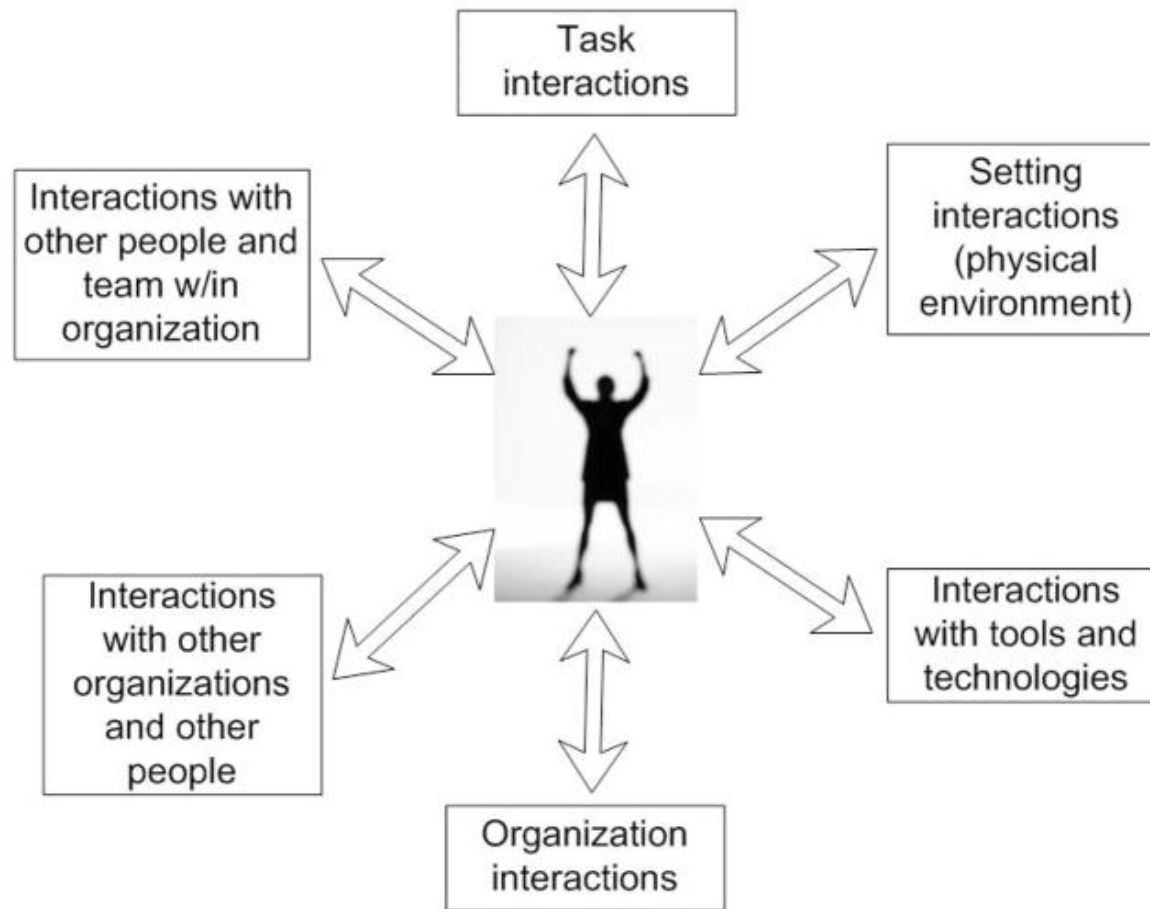 Task
interactions
Interactions with
other people and
team w/in
organization
Setting
interactions
(physical
environment)
Interactions
with other
organizations
and other
people
Interactions
with tools and
technologies
Organization
interactions